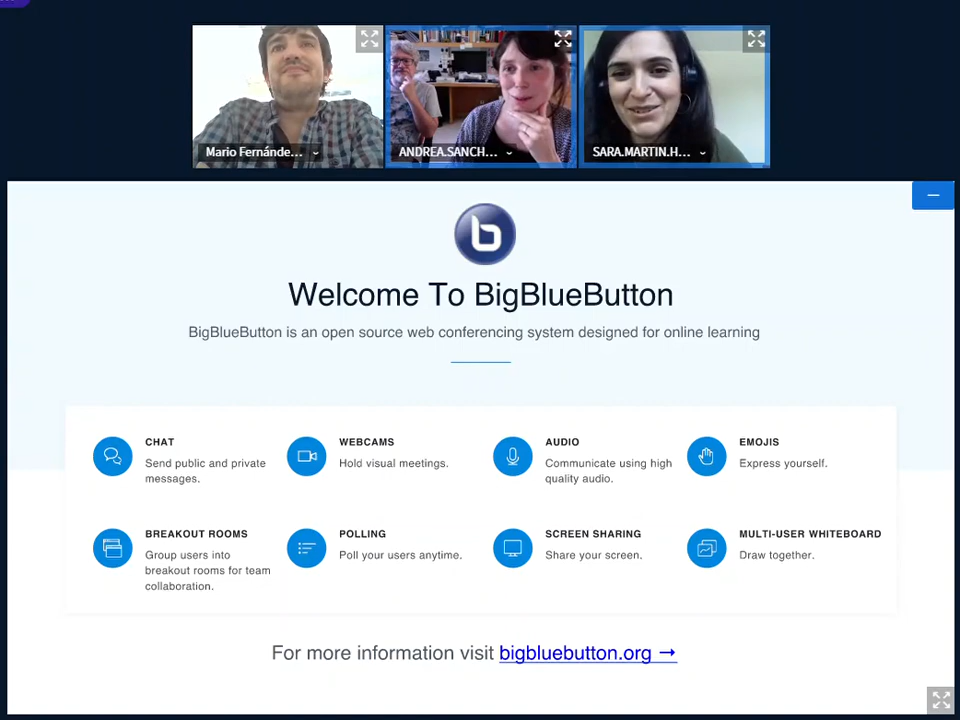 Mario Fernánde...
ANDREA.SANCH...
SARA.MARTIN.H...
Welcome To BigBlueButton
BigBlueButton is an open source web conferencing system designed for online learning
CHAT
Send public and private
messages.
WEBCAMS
Hold visual meetings.
AUDIO
Communicate using high
quality audio.
EMOJIS
Express yourself.
BREAKOUT ROOMS
Group users into
breakout rooms for team
collaboration.
POLLING
Poll your users anytime.
SCREEN SHARING
Share your screen.
MULTI-USER WHITEBOARD
Draw together.
For more information visit bigbluebutton.org →